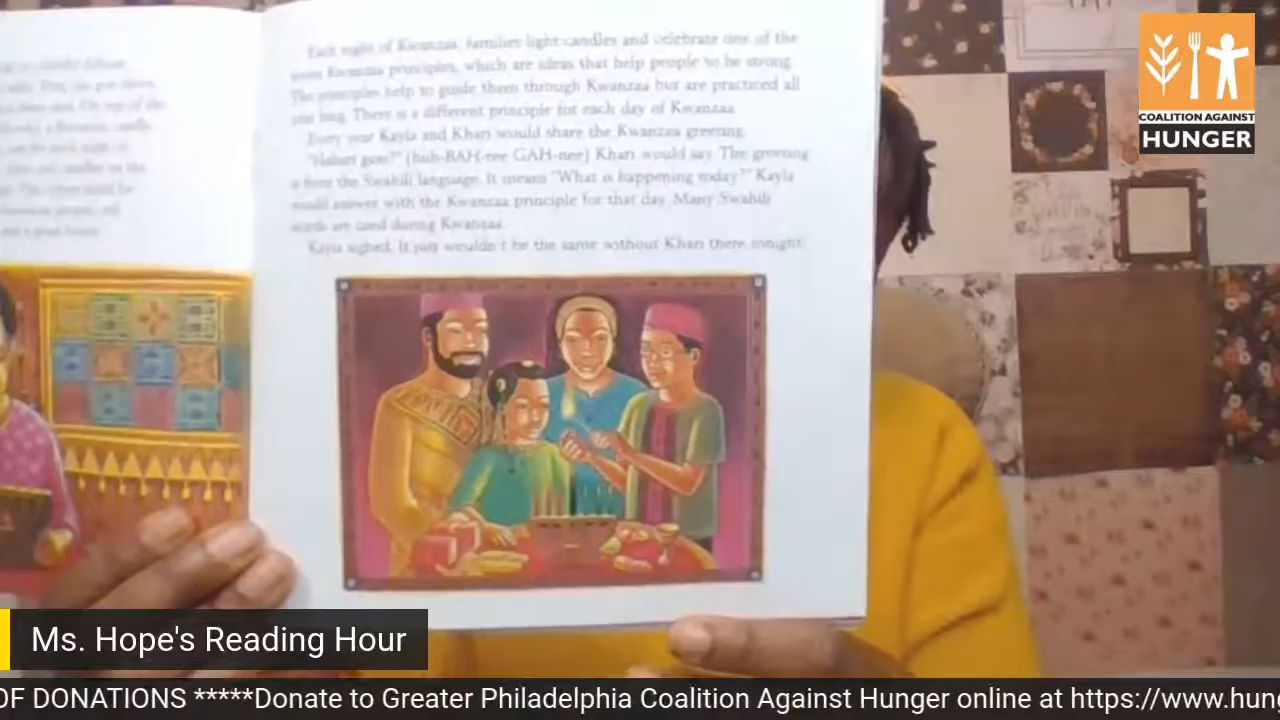 Each night of Kwanzaa, families light candles and celebrate one of the
seven Kwanzaa principles, which are ideas that help people to be strong.
The principles help to guide them through Kwanzaa but are practiced all
year long. There is a different principle for each day of Kwanzaa.
Every year Kayla and Khari would share the Kwanzaa greeting.
"Habari gani?" [huh-BAH-ree GAH-nee] Khari would say. The greeting
is from the Swahili language. It means "What is happening today?" Kayla
would answer with the Kwanzaa principle for that day. Many Swahili
words are used during Kwanzaa.
Kayla sighed. It just wouldn't be the same without Khari there tonight.
COALITION AGAINST
HUNGER
Ms. Hope's Reading Hour
OF DONATIONS *****Donate to Greater Philadelphia Coalition Against Hunger online at https://www.hung